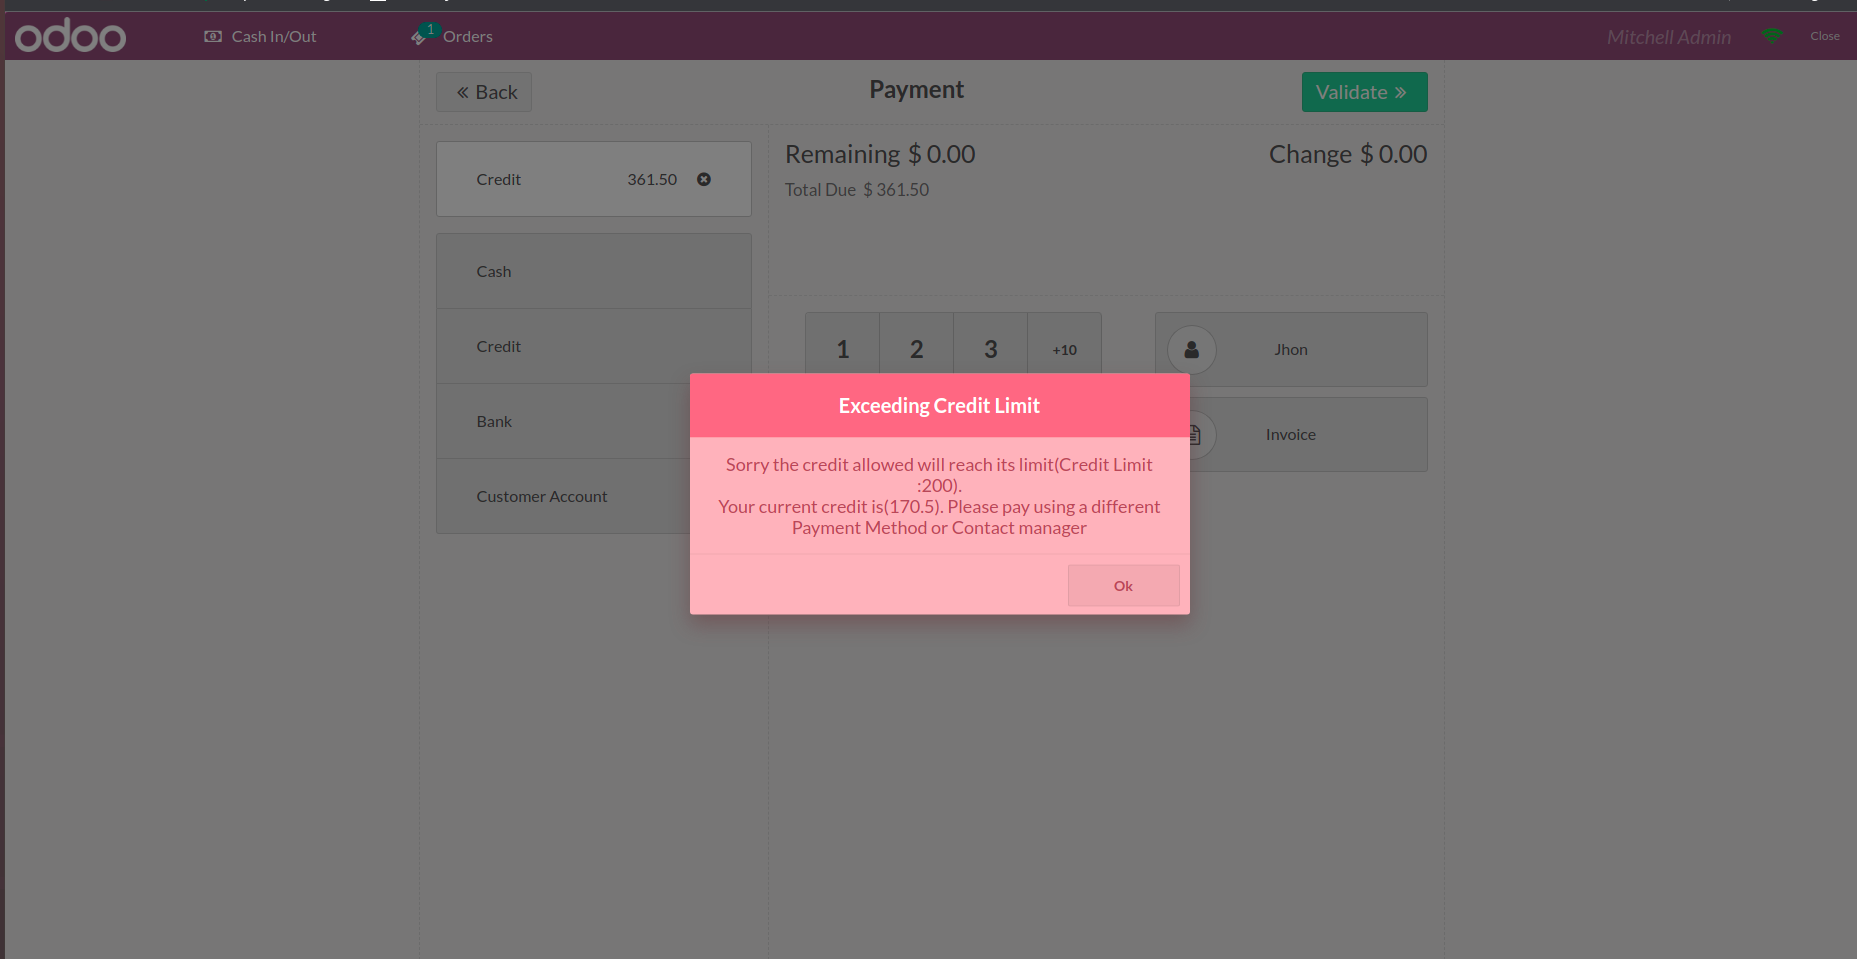 odoo
Cash In/Out
1
Orders
Mitchell Admin
Close
Back
Payment
Validate
Credit 361.50
Remaining $ 0.00
Change $ 0.00
Total Due $ 361.50
Cash
Credit
Bank
Customer Account
1 2 3 +10
Jhon
Invoice
Exceeding Credit Limit
Sorry the credit allowed will reach its limit(Credit Limit
:200).
Your current credit is(170.5). Please pay using a different
Payment Method or Contact manager
Ok